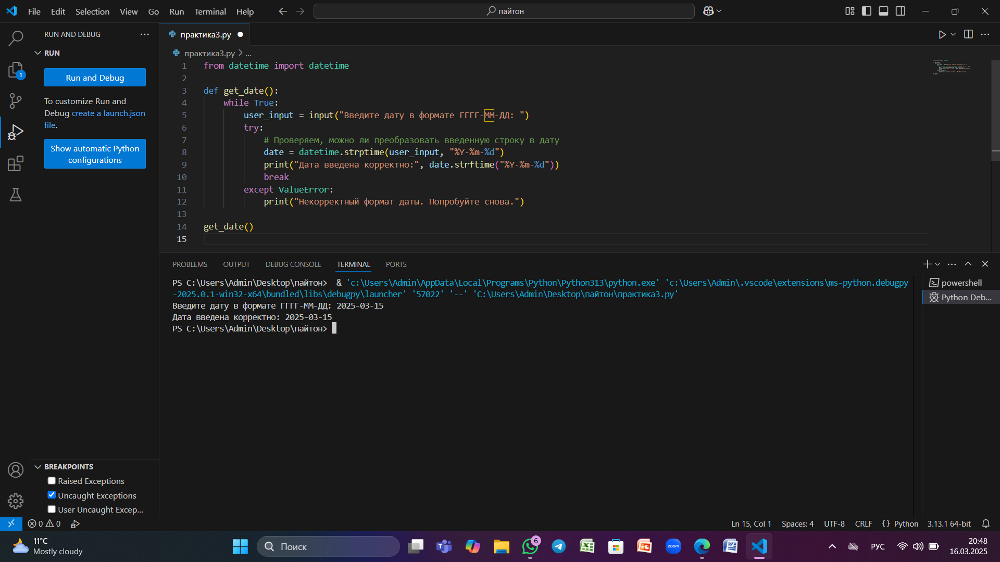 File Edit Selection View Go Run Terminal Help
пайтон
RUN AND DEBUG
RUN
Run and Debug
To customize Run and
Debug create a launch.json
file.
Show automatic Python
configurations
BREAKPOINTS
Raised Exceptions
Uncaught Exceptions
User Uncaught Excep...
практика3.py
практика3.py > ...
1 from datetime import datetime
2
3 def get_date():
4 while True:
5 user_input = input("Введите дату в формате ГГГГ-ММ-ДД: ")
6 try:
7 # Проверяем, можно ли преобразовать введенную строку в дату
8 date = datetime.strptime(user_input, "%Y-%m-%d")
9 print("Дата введена корректно:", date.strftime("%Y-%m-%d"))
10 break
11 except ValueError:
12 print("Некорректный формат даты. Попробуйте снова.")
13
14 get_date()
15
PROBLEMS OUTPUT DEBUG CONSOLE TERMINAL PORTS
PS C:\Users\Admin\Desktop\пайтон> & 'c:\Users\Admin\AppData\Local\Programs\Python\Python313\python.exe' 'c:\Users\Admin\.vscode\extensions\ms-python.debugpy
-2025.0.1-win32-x64\bundled\libs\debugpy\launcher' '57022' '--' 'C:\Users\Admin\Desktop\пайтон\практика3.py'
Введите дату в формате ГГГГ-ММ-ДД: 2025-03-15
Дата введена корректно: 2025-03-15
PS C:\Users\Admin\Desktop\пайтон>
powershell
Python Deb...
1
0 0
Ln 15, Col 1 Spaces: 4 UTF-8 CRLF {} Python 3.13.1 64-bit
11°C
Mostly cloudy
Поиск
6
zoom
РУС
20:48
16.03.2025